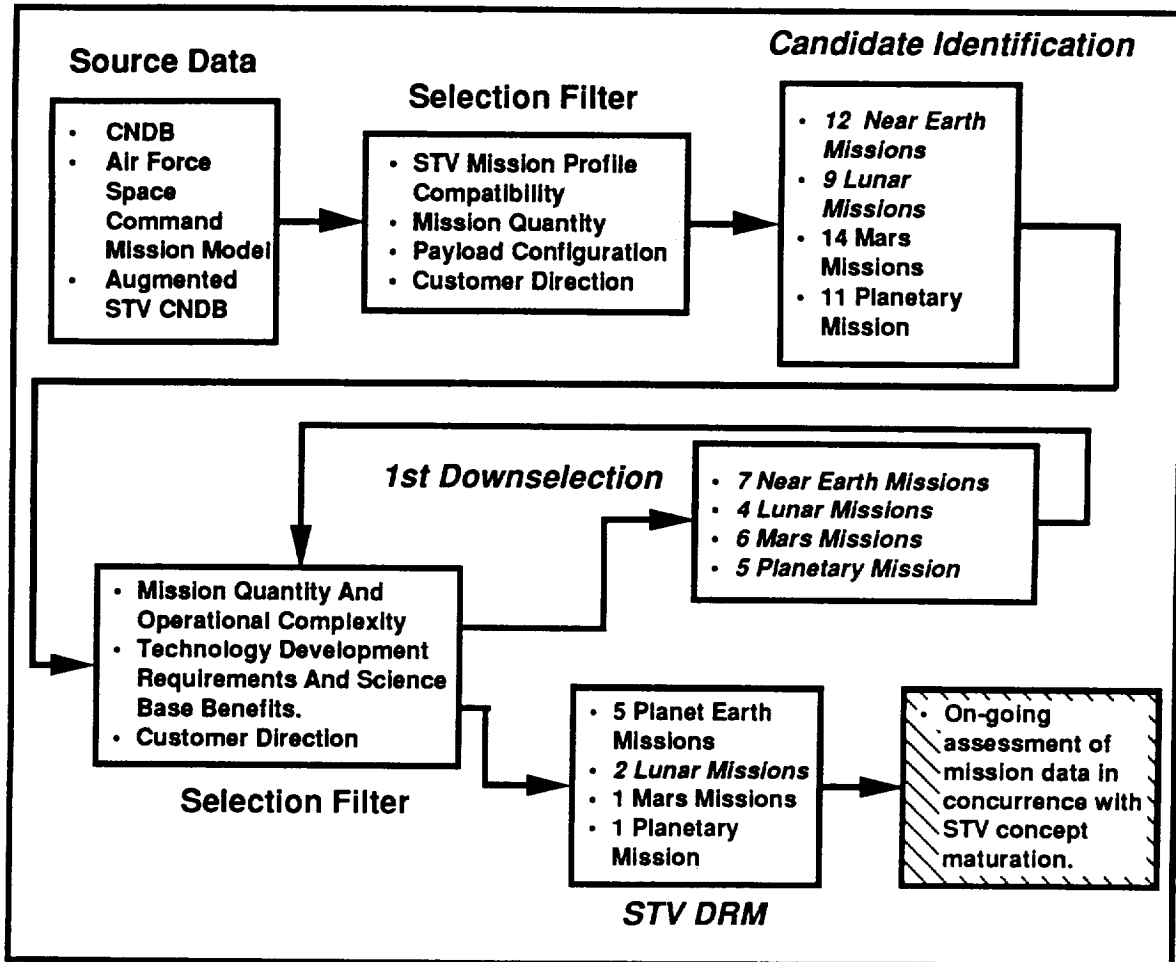 Source Data
• CNDB
• Air Force
Space
Command
Mission Model
• Augmented
STV CNDB
Selection Filter
• STV Mission Profile
Compatibility
• Mission Quantity
• Payload Configuration
• Customer Direction
Candidate Identification
• 12 Near Earth
Missions
• 9 Lunar
Missions
• 14 Mars
Missions
• 11 Planetary
Mission
1st Downselection
• 7 Near Earth Missions
• 4 Lunar Missions
• 6 Mars Missions
• 5 Planetary Mission
• Mission Quantity And
Operational Complexity
• Technology Development
Requirements And Science
Base Benefits.
• Customer Direction
Selection Filter
• 5 Planet Earth
Missions
• 2 Lunar Missions
• 1 Mars Missions
• 1 Planetary
Mission
STV DRM
• On-going
assessment of
mission data in
concurrence with
STV concept
maturation.